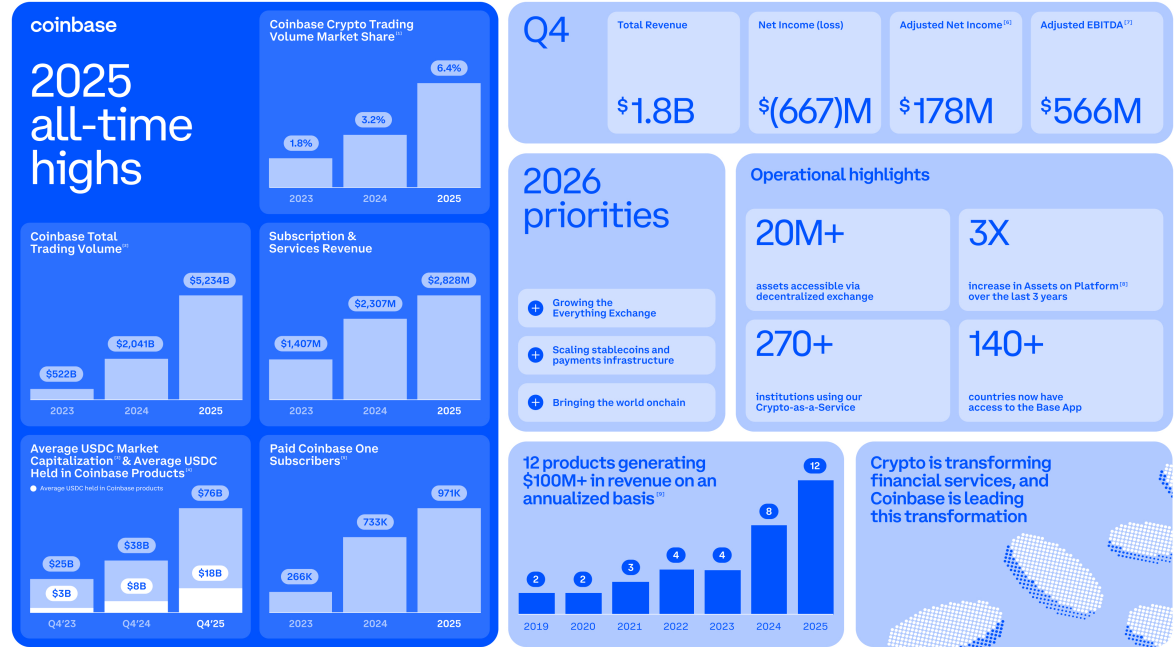 coinbase
2025
all-time
highs
Coinbase Crypto Trading
Volume Market Share[1]
1.8%
3.2%
6.4%
2023
2024
2025
Coinbase Total
Trading Volume[2]
$522B
$2,041B
$5,234B
2023
2024
2025
Subscription &
Services Revenue
$1,407M
$2,307M
$2,828M
2023
2024
2025
Average USDC Market
Capitalization[3] & Average USDC
Held in Coinbase Products[4]
Average USDC held in Coinbase products
$25B
$3B
$38B
$8B
$76B
$18B
Q4'23
Q4'24
Q4'25
Paid Coinbase One
Subscribers[5]
266K
733K
971K
2023
2024
2025
Q4
Total Revenue
$1.8B
Net Income (loss)
$(667)M
Adjusted Net Income[6]
$178M
Adjusted EBITDA[7]
$566M
2026
priorities
Growing the
Everything Exchange
Scaling stablecoins and
payments infrastructure
Bringing the world onchain
Operational highlights
20M+
assets accessible via
decentralized exchange
3X
increase in Assets on Platform[8]
over the last 3 years
270+
institutions using our
Crypto-as-a-Service
140+
countries now have
access to the Base App
12 products generating
$100M+ in revenue on an
annualized basis[9]
2
2
3
4
4
8
12
2019
2020
2021
2022
2023
2024
2025
Crypto is transforming
financial services, and
Coinbase is leading
this transformation